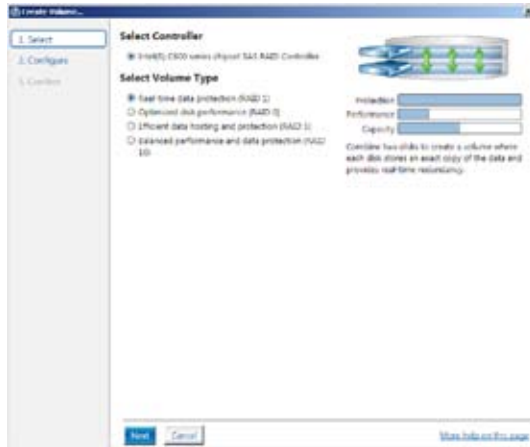 Create Volume...
1. Select
2. Configure
3. Confirm
Select Controller
Intel(R) C600 series chipset SAS RAID Controller
Select Volume Type
Real-time data protection (RAID 1)
Optimized disk performance (RAID 0)
Efficient data hosting and protection (RAID 5)
Balanced performance and data protection (RAID
10)
Protection
Performance
Capacity
Combine two disks to create a volume where
each disk stores an exact copy of the data and
provides real-time redundancy.
Next
Cancel
More help on this page